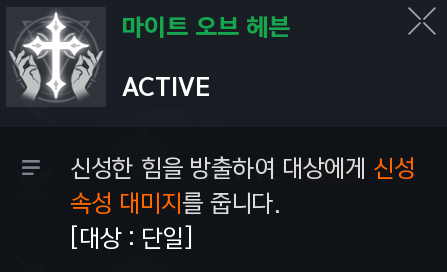 마이트 오브 헤븐
ACTIVE
신성한 힘을 방출하여 대상에게 신성
속성 대미지를 줍니다.
[대상 : 단일]